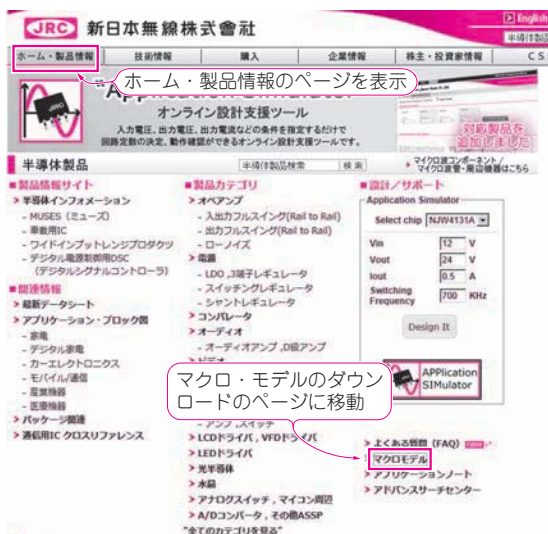 JRC 新日本無線株式會社
English
半導体製品
ホーム・製品情報
技術情報
購入
企業情報
株主・投資家情報
CS
ホーム・製品情報のページを表示
オンライン設計支援ツール
入力電圧、出力電圧、出力電流などの条件を指定するだけで
回路定数の決定、動作確認ができるオンライン設計支援ツールです。
対応製品を
追加しました
半導体製品
半導体製品検索
検索
マイクロ波コンポーネント/
マイクロ波管・周辺機器はこちら
■製品情報サイト
> 半導体インフォメーション
- MUSES (ミューズ)
- 車載用IC
- ワイドインプットレンジプロダクツ
- デジタル電源制御用DSC
(デジタルシグナルコントローラ)
■関連情報
> 最新データシート
> アプリケーション・ブロック図
- 家電
- デジタル家電
- カーエレクトロニクス
- モバイル/通信
- 産業機器
- 医療機器
> パッケージ関連
> 通信用IC クロスリファレンス
■製品カテゴリ
> オペアンプ
- 入出力フルスイング(Rail to Rail)
- 出力フルスイング(Rail to Rail)
- ローノイズ
> 電源
- LDO ,3端子レギュレータ
- スイッチングレギュレータ
- シャントレギュレータ
> コンパレータ
> オーディオ
- オーディオアンプ ,D級アンプ
> ビデオ
- アンプ ,スイッチ
> LCDドライバ , VFDドライバ
> LEDドライバ
> 光半導体
> 水晶
> アナログスイッチ , マイコン周辺
> A/Dコンバータ , その他ASSP
"全てのカテゴリを見る"
■設計/サポート
Application Simulator
Select chip NJW4131A
Vin 12 V
Vout 24 V
Iout 0.5 A
Switching
Frequency 700 KHz
Design It
APPlication
SIMulator
マクロ・モデルのダウン
ロードのページに移動
> よくある質問 (FAQ)
> マクロモデル
> アプリケーションノート
> アドバンスサーチセンター